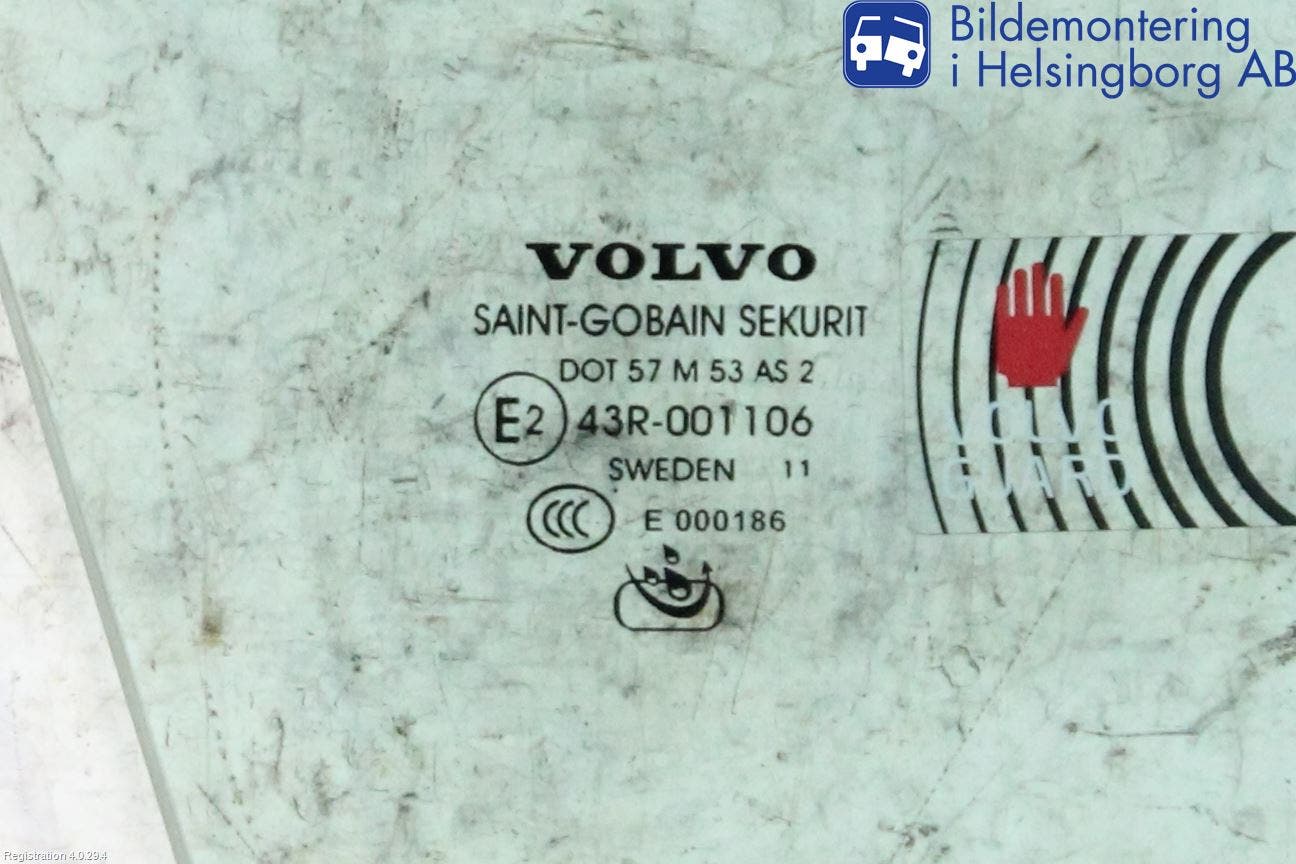 Bildemontering
i Helsingborg AB
VOLVO
SAINT-GOBAIN SEKURIT
DOT 57 M 53 AS 2
E2 43R-001106
SWEDEN 11
CCC E 000186
VOLVO
GUARD
Registration 4.0.29.4